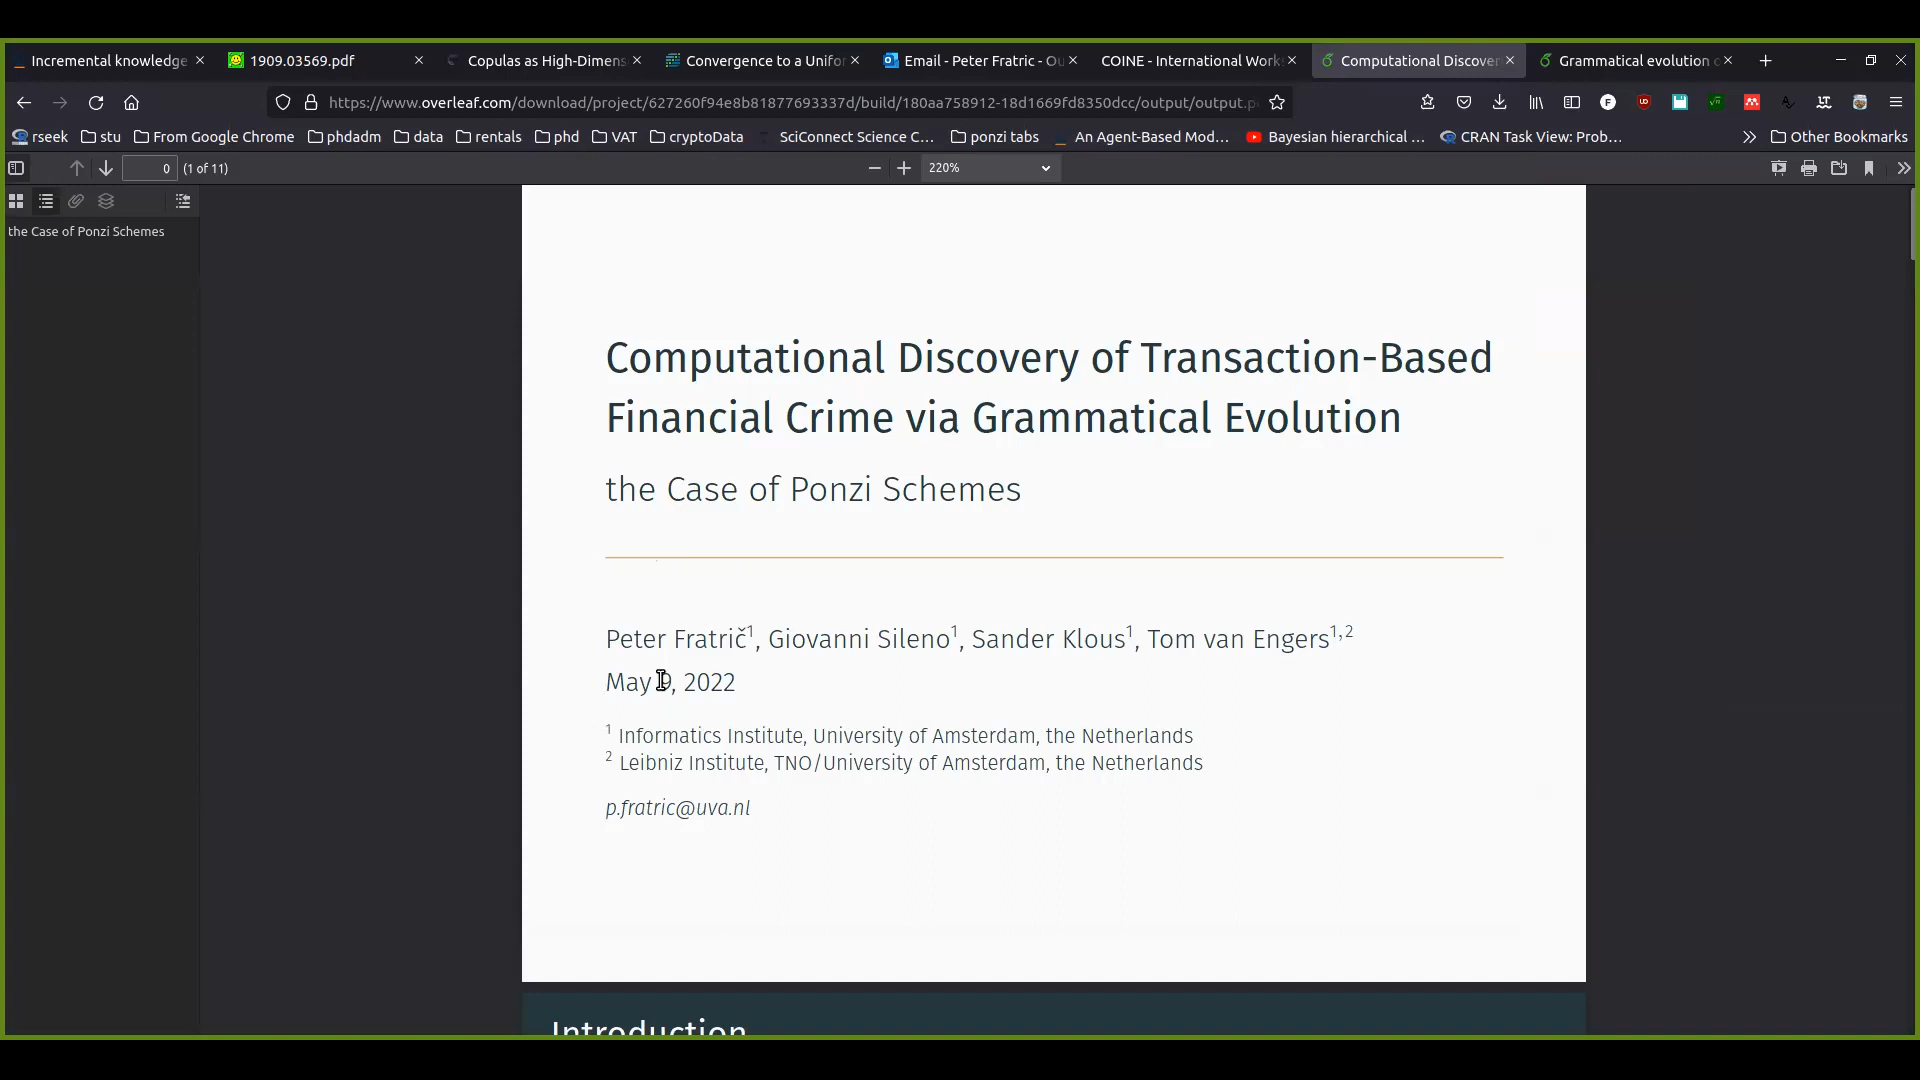 Incremental knowledge
1909.03569.pdf
Copulas as High-Dimens
Convergence to a Unifo
Email - Peter Fratric - Ou
COINE - International Work
Computational Discover
Grammatical evolution o
https://www.overleaf.com/download/project/627260f94e8b81877693337d/build/180aa758912-18d1669fd8350dcc/output/output.p
rseek
stu
From Google Chrome
phdadm
data
rentals
phd
VAT
cryptoData
SciConnect Science C...
ponzi tabs
An Agent-Based Mod...
Bayesian hierarchical ...
CRAN Task View: Prob...
Other Bookmarks
0
(1 of 11)
220%
the Case of Ponzi Schemes
Computational Discovery of Transaction-Based
Financial Crime via Grammatical Evolution
the Case of Ponzi Schemes
Peter Fratrič1, Giovanni Sileno1, Sander Klous1, Tom van Engers1,2
May 9, 2022
1 Informatics Institute, University of Amsterdam, the Netherlands
2 Leibniz Institute, TNO/University of Amsterdam, the Netherlands
p.fratric@uva.nl
Introduction